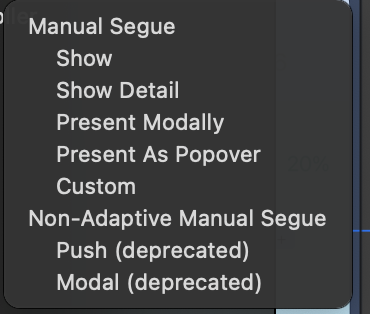 Manual Segue
Show
Show Detail
Present Modally
Present As Popover
Custom
Non-Adaptive Manual Segue
Push (deprecated)
Modal (deprecated)